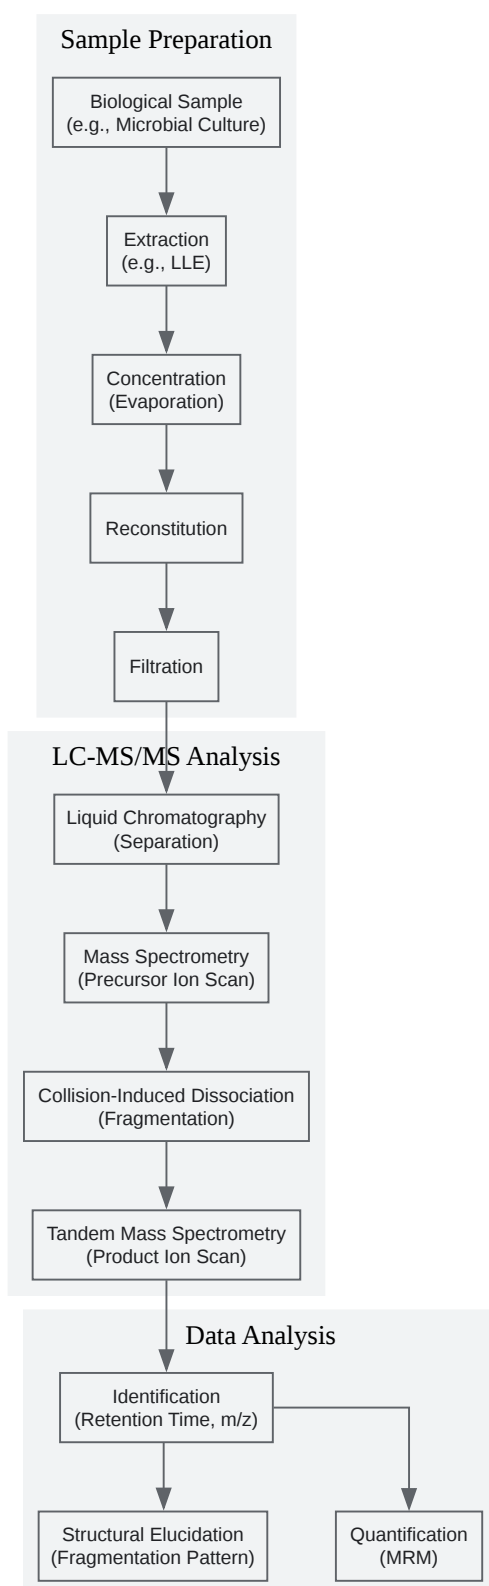 Sample Preparation
Biological Sample
(e.g., Microbial Culture)
Extraction
(e.g., LLE)
Concentration
(Evaporation)
Reconstitution
Filtration
LC-MS/MS Analysis
Liquid Chromatography
(Separation)
Mass Spectrometry
(Precursor Ion Scan)
Collision-Induced Dissociation
(Fragmentation)
Tandem Mass Spectrometry
(Product Ion Scan)
Data Analysis
Identification
(Retention Time, m/z)
Structural Elucidation
(Fragmentation Pattern)
Quantification
(MRM)